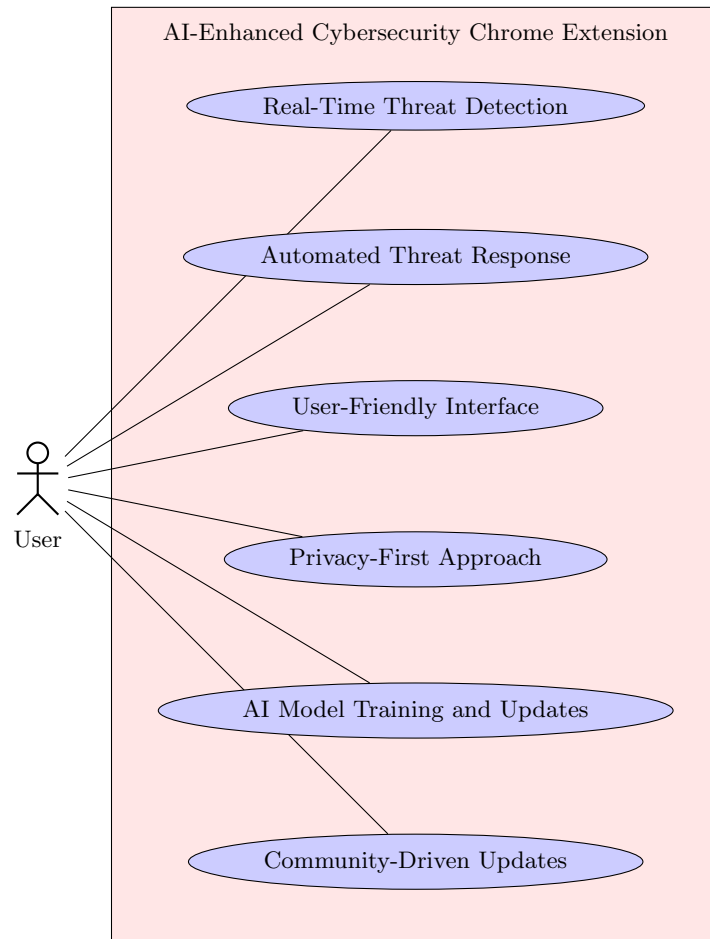 AI-Enhanced Cybersecurity Chrome Extension
Real-Time Threat Detection
Automated Threat Response
User-Friendly Interface
User
Privacy-First Approach
AI Model Training and Updates
Community-Driven Updates